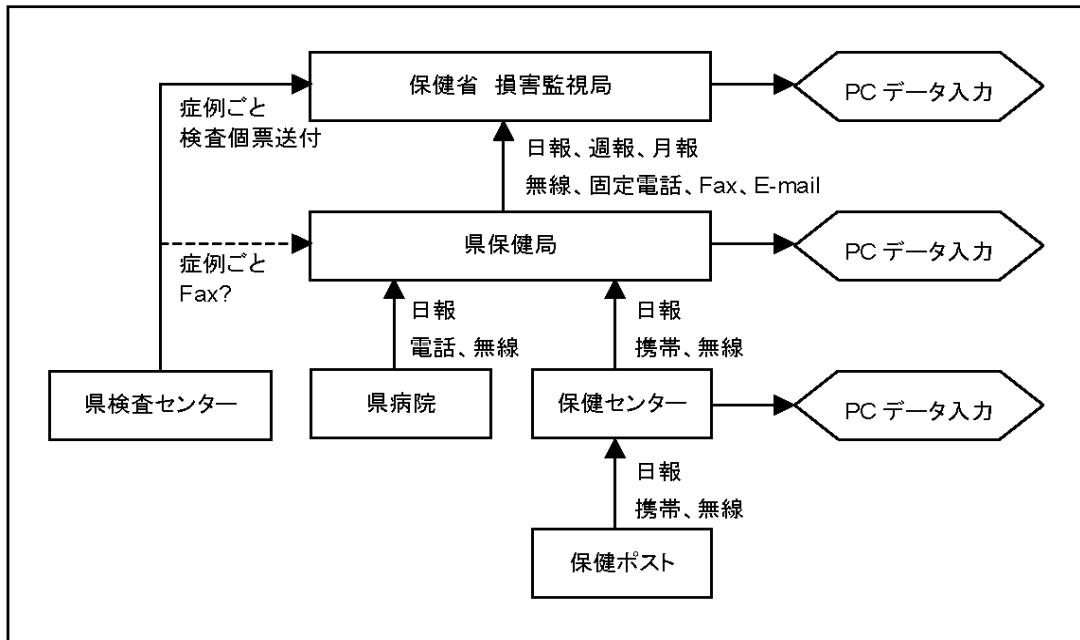 保健省 損害監視局
PC データ入力
症例ごと
検査個票送付
日報、週報、月報
無線、固定電話、Fax、E-mail
県保健局
PC データ入力
症例ごと
Fax?
日報
電話、無線
日報
携帯、無線
県検査センター
県病院
保健センター
PC データ入力
日報
携帯、無線
保健ポスト